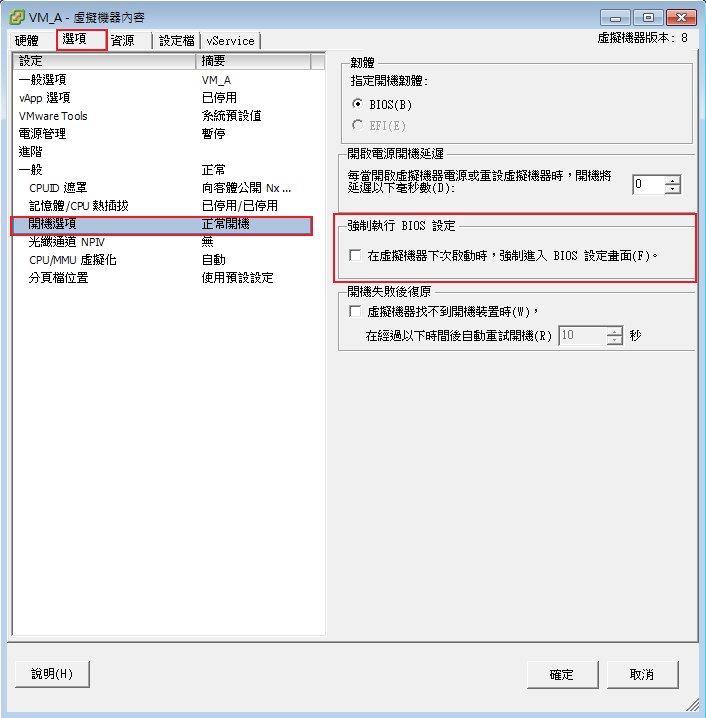 VM_A - 虛擬機器內容
硬體 選項 資源 設定檔 vService
虛擬機器版本: 8
設定 摘要
一般選項 VM_A
vApp 選項 已停用
VMware Tools 系統預設值
電源管理 暫停
進階
一般 正常
CPUID 遮罩 向客體公開 Nx ...
記憶體/CPU 熱插拔 已停用/已停用
開機選項 正常開機
光纖通道 NPIV 無
CPU/MMU 虛擬化 自動
分頁檔位置 使用預設設定
韌體
指定開機韌體:
BIOS(B)
EFI(E)
開啟電源開機延遲
每當開啟虛擬機器電源或重設虛擬機器時，開機將
延遲以下毫秒數(D):
0
強制執行 BIOS 設定
在虛擬機器下次啟動時，強制進入 BIOS 設定畫面(F)。
開機失敗後復原
虛擬機器找不到開機裝置時(W)，
在經過以下時間後自動重試開機(R) 10 秒
說明(H) 確定 取消